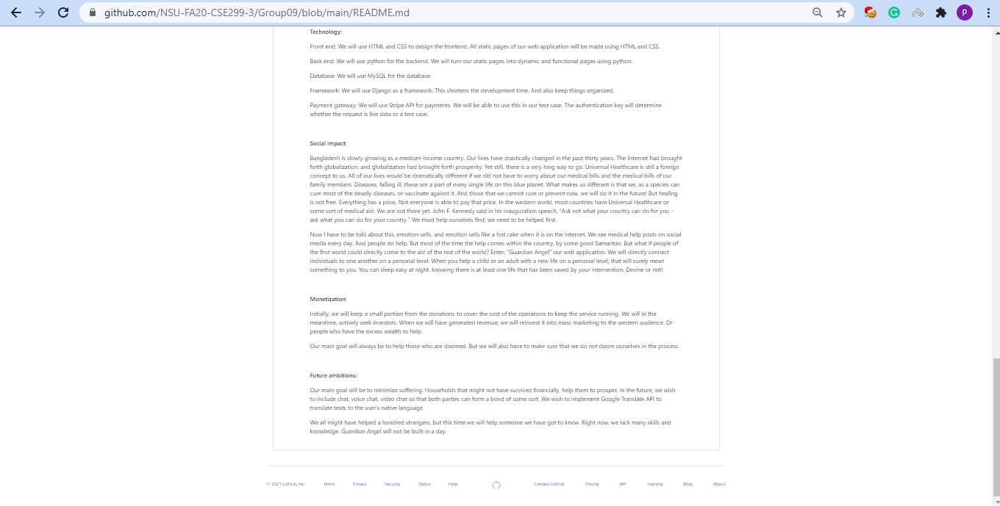 github.com/NSU-FA20-CSE299-3/Group09/blob/main/README.md
P
Technology:
Front end: We will use HTML and CSS to design the frontend. All static pages of our web application will be made using HTML and CSS.
Back end: We will use python for the backend. We will turn our static pages into dynamic and functional pages using python.
Database: We will use MySQL for the database.
Framework: We will use Django as a framework. This shortens the development time. And also keep things organized.
Payment gateway: We will use Stripe API for payments. We will be able to use this in our test case. The authentication key will determine
whether the request is live data or a test case.
Social impact:
Bangladesh is slowly growing as a medium-income country. Our lives have drastically changed in the past thirty years. The Internet had brought
forth globalization, and globalization had brought forth prosperity. Yet still, there is a very long way to go. Universal Healthcare is still a foreign
concept to us. All of our lives would be dramatically different if we did not have to worry about our medical bills and the medical bills of our
family members. Diseases, falling ill, these are a part of every single life on this blue planet. What makes us different is that we, as a species can
cure most of the deadly diseases, or vaccinate against it. And those that we cannot cure or prevent now, we will do it in the future! But healing
is not free. Everything has a price. Not everyone is able to pay that price. In the western world, most countries have Universal Healthcare or
some sort of medical aid. We are not there yet. John F. Kennedy said in his inauguration speech, "Ask not what your country can do for you –
ask what you can do for your country." We must help ourselves first, we need to be helped first.
Now I have to be told about this, emotion sells, and emotion sells like a hot cake when it is on the internet. We see medical help posts on social
media every day. And people do help. But most of the time the help comes within the country, by some good Samaritan. But what if people of
the first world could directly come to the aid of the rest of the world? Enter, "Guardian Angel" our web application. We will directly connect
individuals to one another on a personal level. When you help a child or an adult with a new life on a personal level, that will surely mean
something to you. You can sleep easy at night, knowing there is at least one life that has been saved by your intervention, Devine or not!
Monetization:
Initially, we will keep a small portion from the donations to cover the cost of the operations to keep the service running. We will in the
meantime, actively seek investors. When we will have generated revenue, we will reinvest it into mass marketing to the western audience. Or
people who have the excess wealth to help.
Our main goal will always be to help those who are doomed. But we will also have to make sure that we do not doom ourselves in the process.
Future ambitions:
Our main goal will be to minimize suffering. Households that might not have survived financially, help them to prosper. In the future, we wish
to include chat, voice chat, video chat so that both parties can form a bond of some sort. We wish to implement Google Translate API to
translate texts to the user's native language.
We all might have helped a hundred strangers, but this time we will help someone we have got to know. Right now, we lack many skills and
knowledge. Guardian Angel will not be built in a day.
© 2021 GitHub, Inc. Terms Privacy Security Status Help Contact GitHub Pricing API Training Blog About